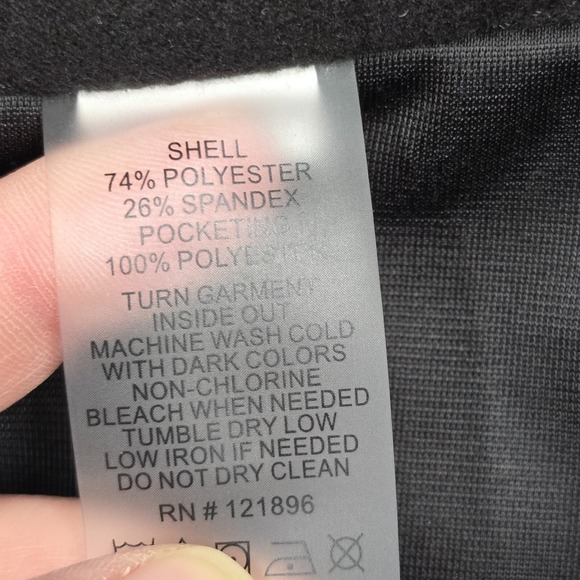 SHELL
74% POLYESTER
26% SPANDEX
POCKETING
100% POLYESTER
TURN GARMENT
INSIDE OUT
MACHINE WASH COLD
WITH DARK COLORS
NON-CHLORINE
BLEACH WHEN NEEDED
TUMBLE DRY LOW
LOW IRON IF NEEDED
DO NOT DRY CLEAN
RN # 121896